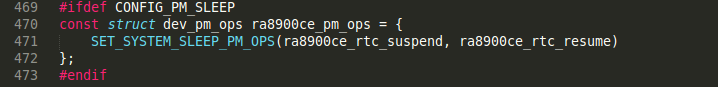 469 #ifdef CONFIG_PM_SLEEP
470 const struct dev_pm_ops ra8900ce_pm_ops = {
471     SET_SYSTEM_SLEEP_PM_OPS(ra8900ce_rtc_suspend, ra8900ce_rtc_resume)
472 };
473 #endif